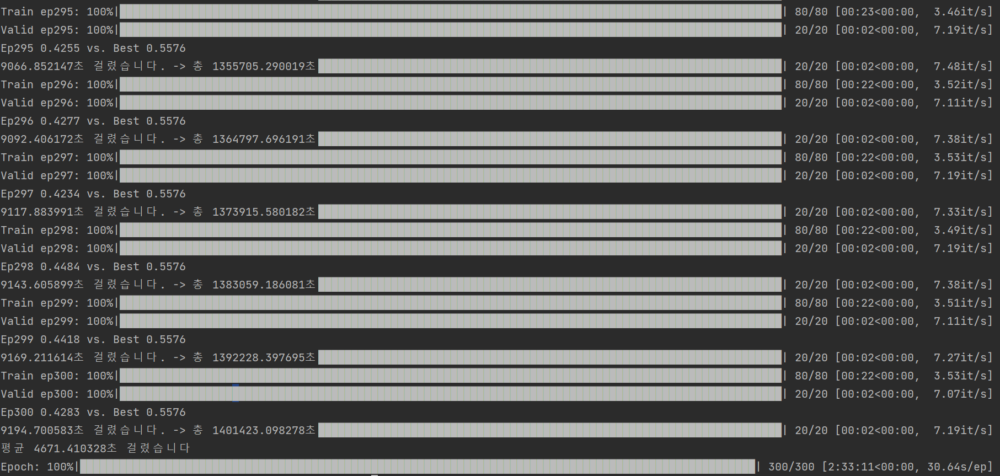 Train ep295: 100%|| 80/80 [00:23<00:00, 3.46it/s]
Valid ep295: 100%|| 20/20 [00:02<00:00, 7.19it/s]
Ep295 0.4255 vs. Best 0.5576
9066.852147초 걸렸습니다. -> 총 1355705.290019초| 20/20 [00:02<00:00, 7.48it/s]
Train ep296: 100%|| 80/80 [00:22<00:00, 3.52it/s]
Valid ep296: 100%|| 20/20 [00:02<00:00, 7.11it/s]
Ep296 0.4277 vs. Best 0.5576
9092.406172초 걸렸습니다. -> 총 1364797.696191초| 20/20 [00:02<00:00, 7.38it/s]
Train ep297: 100%|| 80/80 [00:22<00:00, 3.53it/s]
Valid ep297: 100%|| 20/20 [00:02<00:00, 7.19it/s]
Ep297 0.4234 vs. Best 0.5576
9117.883991초 걸렸습니다. -> 총 1373915.580182초| 20/20 [00:02<00:00, 7.33it/s]
Train ep298: 100%|| 80/80 [00:22<00:00, 3.49it/s]
Valid ep298: 100%|| 20/20 [00:02<00:00, 7.19it/s]
Ep298 0.4484 vs. Best 0.5576
9143.605899초 걸렸습니다. -> 총 1383059.186081초| 20/20 [00:02<00:00, 7.38it/s]
Train ep299: 100%|| 80/80 [00:22<00:00, 3.51it/s]
Valid ep299: 100%|| 20/20 [00:02<00:00, 7.11it/s]
Ep299 0.4418 vs. Best 0.5576
9169.211614초 걸렸습니다. -> 총 1392228.397695초| 20/20 [00:02<00:00, 7.27it/s]
Train ep300: 100%|| 80/80 [00:22<00:00, 3.53it/s]
Valid ep300: 100%|| 20/20 [00:02<00:00, 7.07it/s]
Ep300 0.4283 vs. Best 0.5576
9194.700583초 걸렸습니다. -> 총 1401423.098278초| 20/20 [00:02<00:00, 7.19it/s]
평균 4671.410328초 걸렸습니다
Epoch: 100%|| 300/300 [2:33:11<00:00, 30.64s/ep]